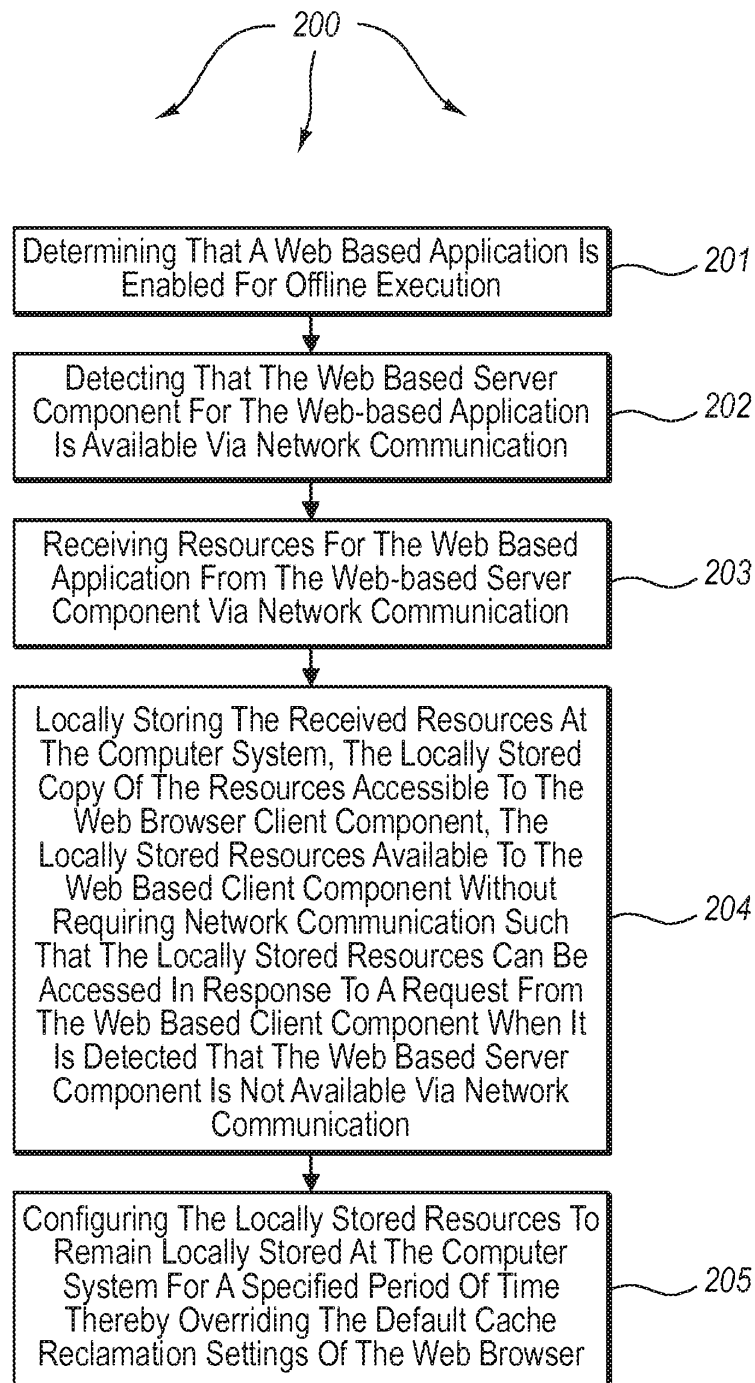 200
Determining That A Web Based Application Is
Enabled For Offline Execution
201
Detecting That The Web Based Server
Component For The Web-based Application
Is Available Via Network Communication
202
Receiving Resources For The Web Based
Application From The Web-based Server
Component Via Network Communication
203
Locally Storing The Received Resources At
The Computer System, The Locally Stored
Copy Of The Resources Accessible To The
Web Browser Client Component, The
Locally Stored Resources Available To The
Web Based Client Component Without
Requiring Network Communication Such
That The Locally Stored Resources Can Be
Accessed In Response To A Request From
The Web Based Client Component When It
Is Detected That The Web Based Server
Component Is Not Available Via Network
Communication
204
Configuring The Locally Stored Resources To
Remain Locally Stored At The Computer
System For A Specified Period Of Time
Thereby Overriding The Default Cache
Reclamation Settings Of The Web Browser
205